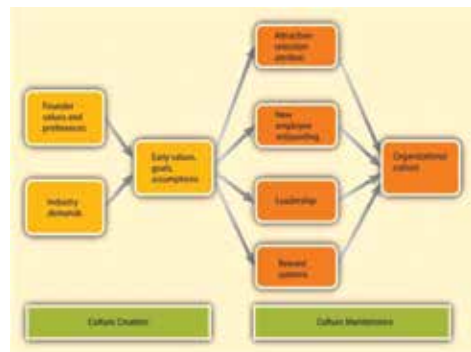 Attraction
selection
attrition
Founder
values and
preferences
New
employee
onboarding
Early values,
goals,
assumptions
Organizational
culture
Industry
demands
Leadership
Reward
systems
Culture Creation
Culture Maintenance